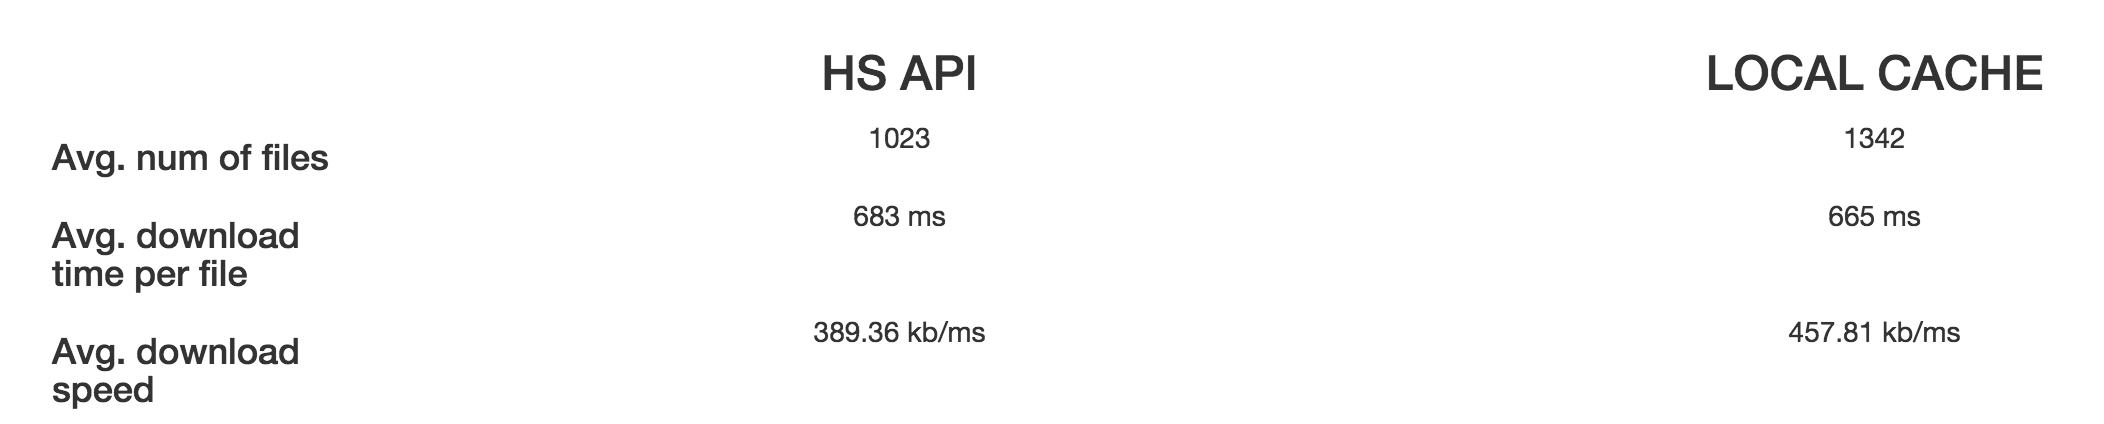 HS API
LOCAL CACHE
Avg. num of files
1023
1342
Avg. download
time per file
683 ms
665 ms
Avg. download
speed
389.36 kb/ms
457.81 kb/ms